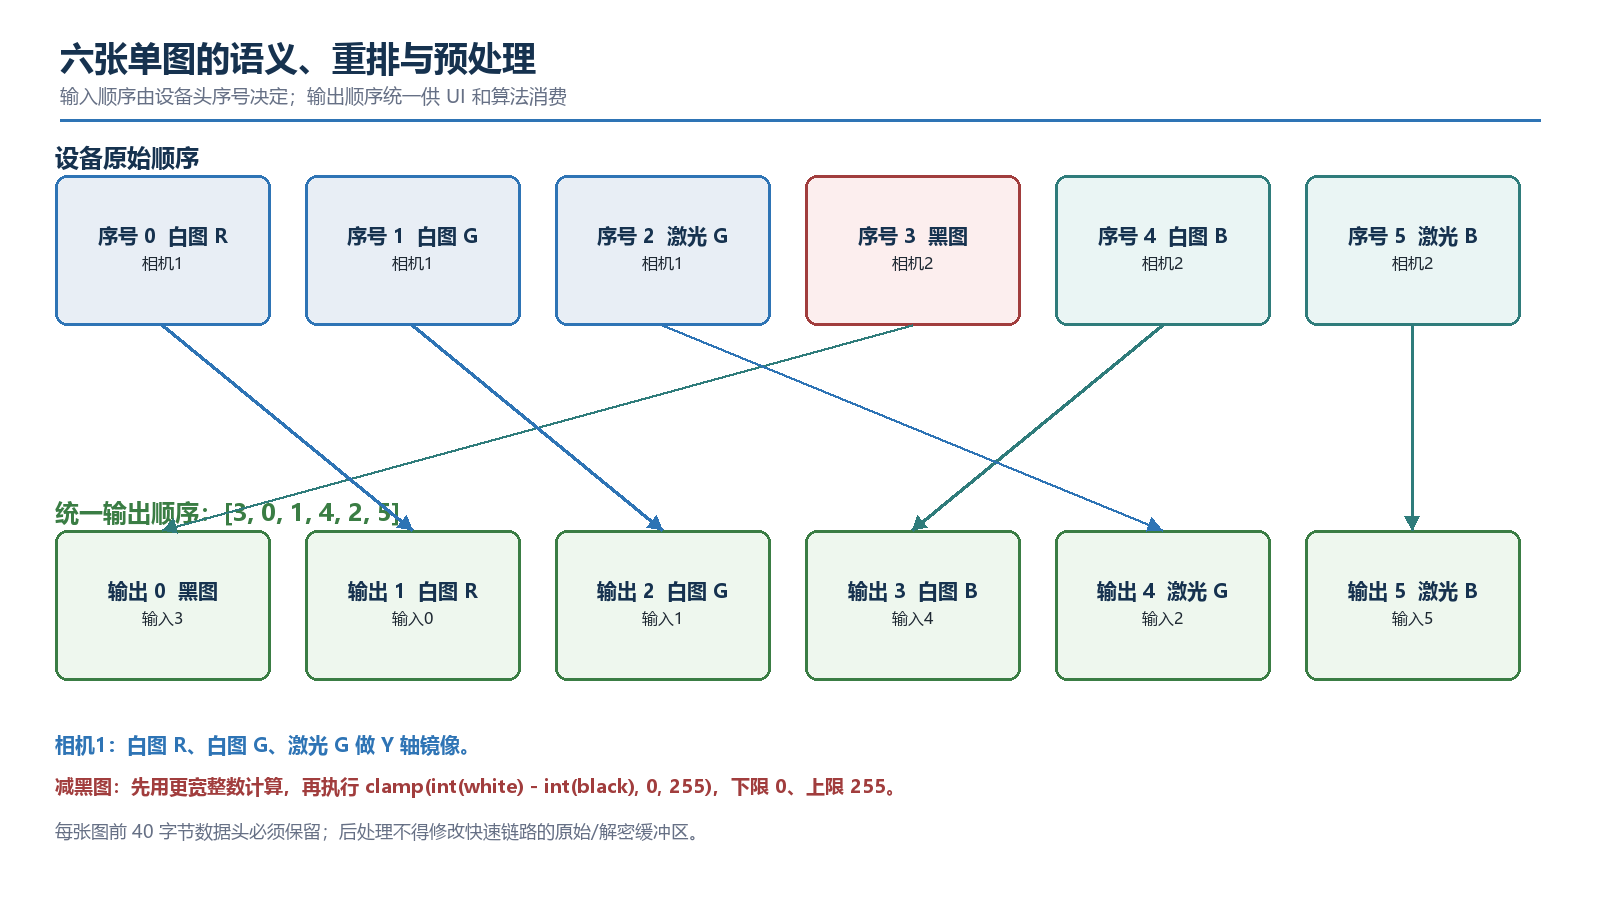 六张单图的语义、重排与预处理
输入顺序由设备头序号决定；输出顺序统一供 UI 和算法消费
设备原始顺序
序号 0 白图 R
相机1
序号 1 白图 G
相机1
序号 2 激光 G
相机1
序号 3 黑图
相机2
序号 4 白图 B
相机2
序号 5 激光 B
相机2
统一输出顺序：[3, 0, 1, 4, 2, 5]
输出 0 黑图
输入3
输出 1 白图 R
输入0
输出 2 白图 G
输入1
输出 3 白图 B
输入4
输出 4 激光 G
输入2
输出 5 激光 B
输入5
相机1：白图 R、白图 G、激光 G 做 Y 轴镜像。
减黑图：先用更宽整数计算，再执行 clamp(int(white) - int(black), 0, 255)，下限 0、上限 255。
每张图前 40 字节数据头必须保留；后处理不得修改快速链路的原始/解密缓冲区。